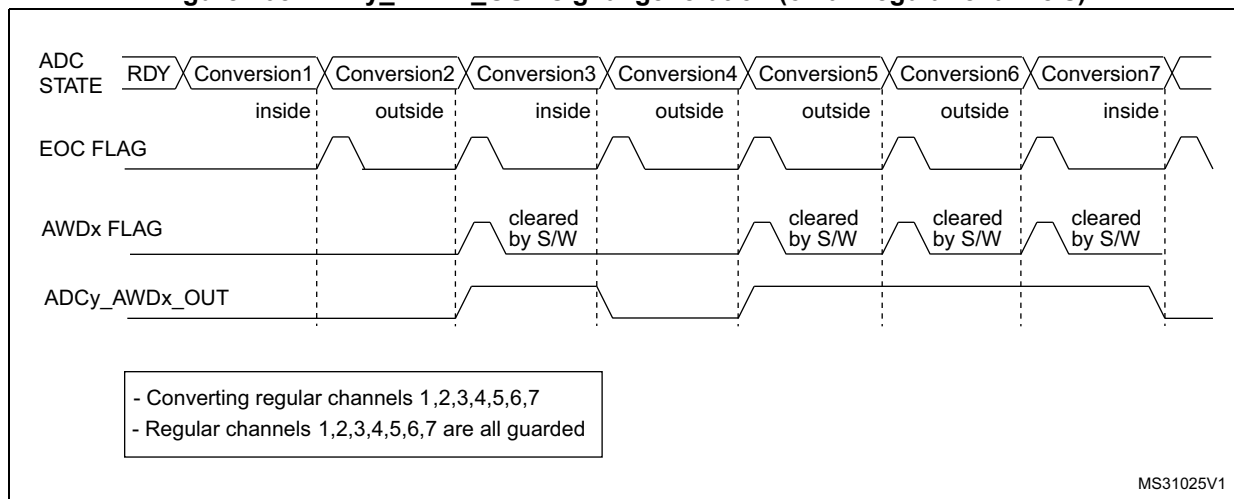 ADC
STATE
RDY Conversion1 Conversion2 Conversion3 Conversion4 Conversion5 Conversion6 Conversion7
inside outside inside outside outside outside inside
EOC FLAG
AWDx FLAG
cleared by S/W
cleared by S/W
cleared by S/W
cleared by S/W
ADCy_AWDx_OUT
- Converting regular channels 1,2,3,4,5,6,7
- Regular channels 1,2,3,4,5,6,7 are all guarded
MS31025V1